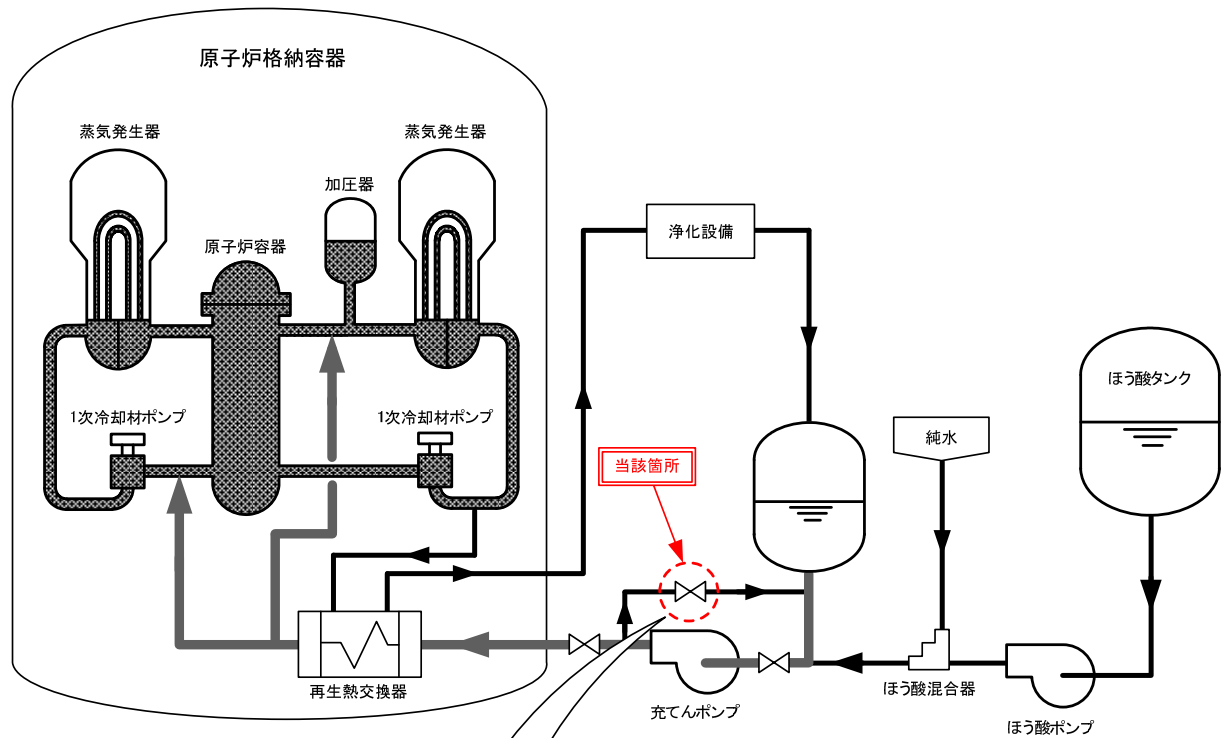 原子炉格納容器
蒸気発生器
蒸気発生器
加圧器
原子炉容器
浄化設備
ほう酸タンク
1次冷却材ポンプ
1次冷却材ポンプ
純水
当該箇所
再生熱交換器
充てんポンプ
ほう酸混合器
ほう酸ポンプ